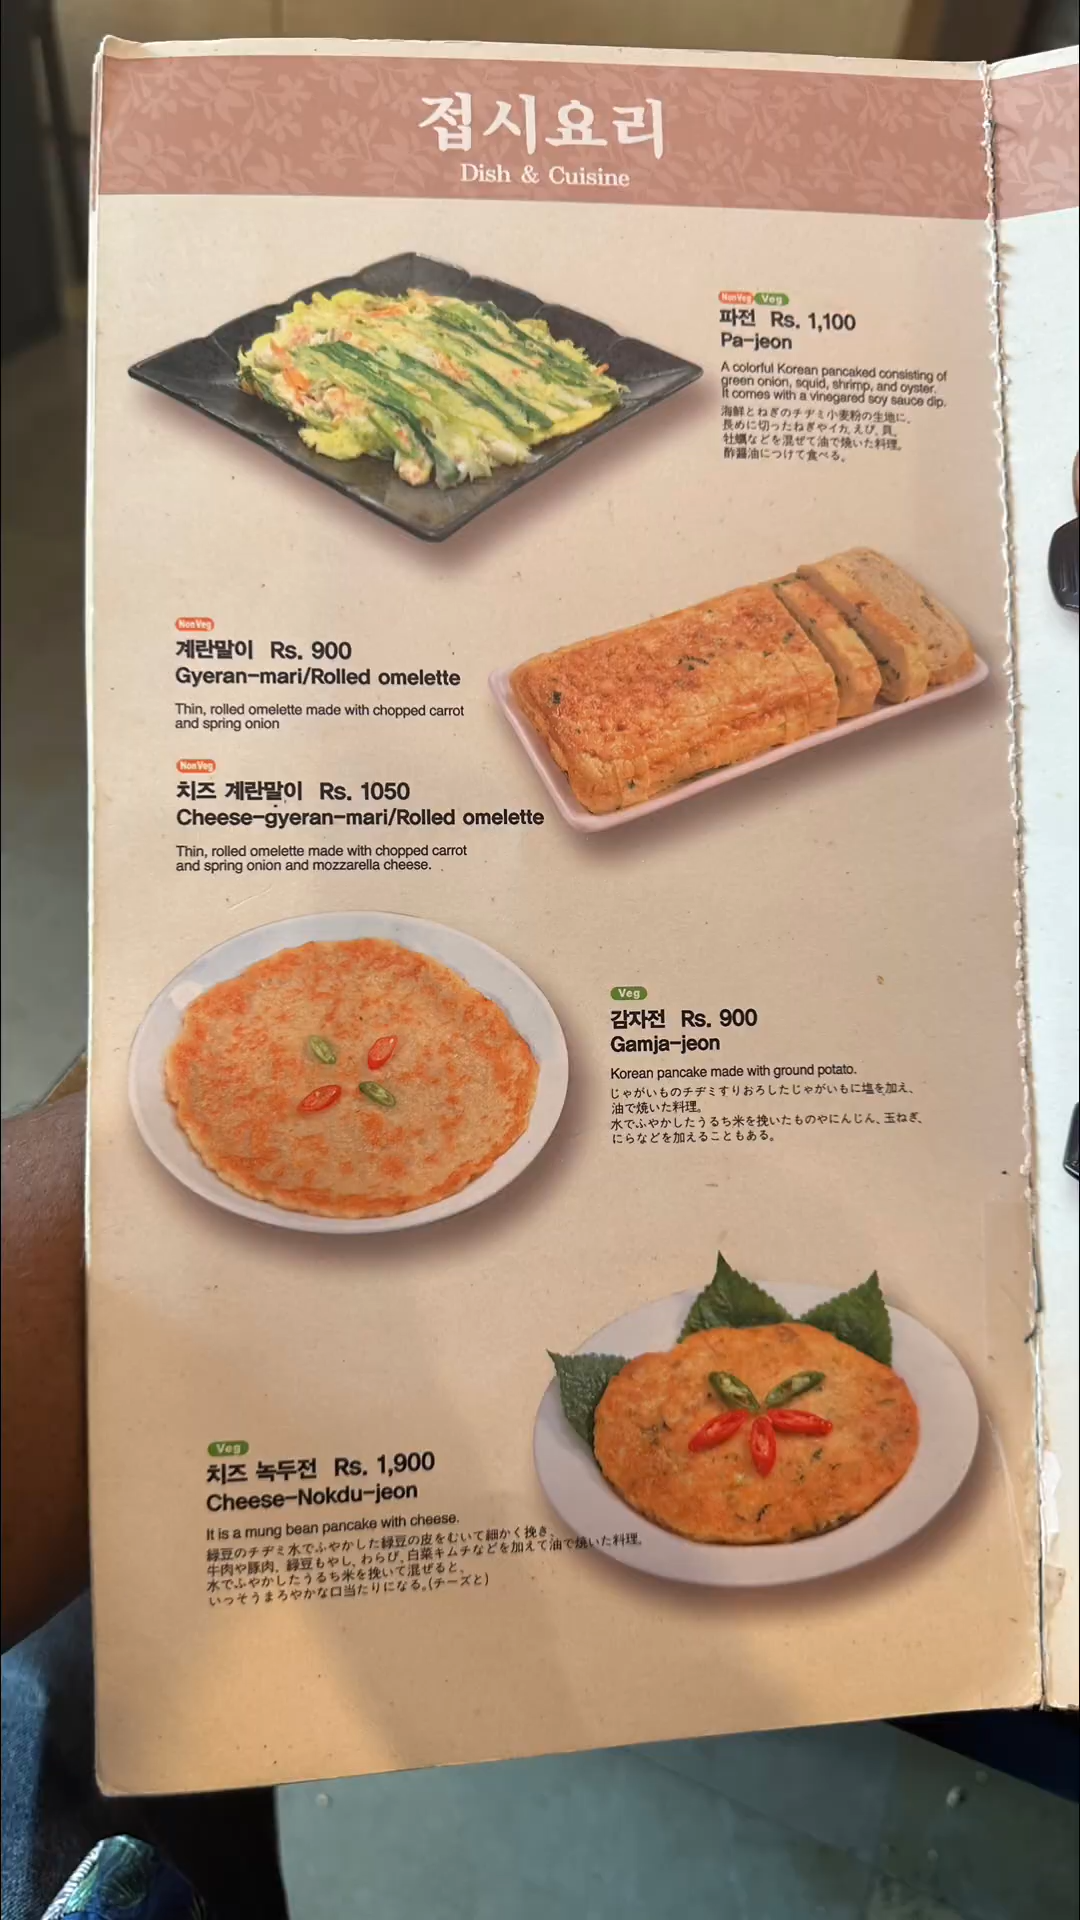 접시요리
Dish & Cuisine
NonVeg Veg
파전 Rs. 1,100
Pa-jeon
A colorful Korean pancaked consisting of
green onion, squid, shrimp, and oyster.
It comes with a vinegared soy sauce dip.
海鮮とねぎのチヂミ小麦粉の生地に、
長めに切ったねぎやイカ,えび,貝,
牡蠣などを混ぜて油で焼いた料理。
酢醤油につけて食べる。
NonVeg
계란말이 Rs. 900
Gyeran-mari/Rolled omelette
Thin, rolled omelette made with chopped carrot
and spring onion
NonVeg
치즈 계란말이 Rs. 1050
Cheese-gyeran-mari/Rolled omelette
Thin, rolled omelette made with chopped carrot
and spring onion and mozzarella cheese.
Veg
감자전 Rs. 900
Gamja-jeon
Korean pancake made with ground potato.
じゃがいものチヂミすりおろしたじゃがいもに塩を加え、
油で焼いた料理。
水でふやかしたうるち米を挽いたものやにんじん、玉ねぎ、
にらなどを加えることもある。
Veg
치즈 녹두전 Rs. 1,900
Cheese-Nokdu-jeon
It is a mung bean pancake with cheese.
緑豆のチヂミ水でふやかした緑豆の皮をむいて細かく挽き、
牛肉や豚肉, 緑豆もやし, わらび, 白菜キムチなどを加えて油で焼いた料理。
水でふやかしたうるち米を挽いて混ぜると、
いっそうまろやかな口当たりになる。(チーズと)